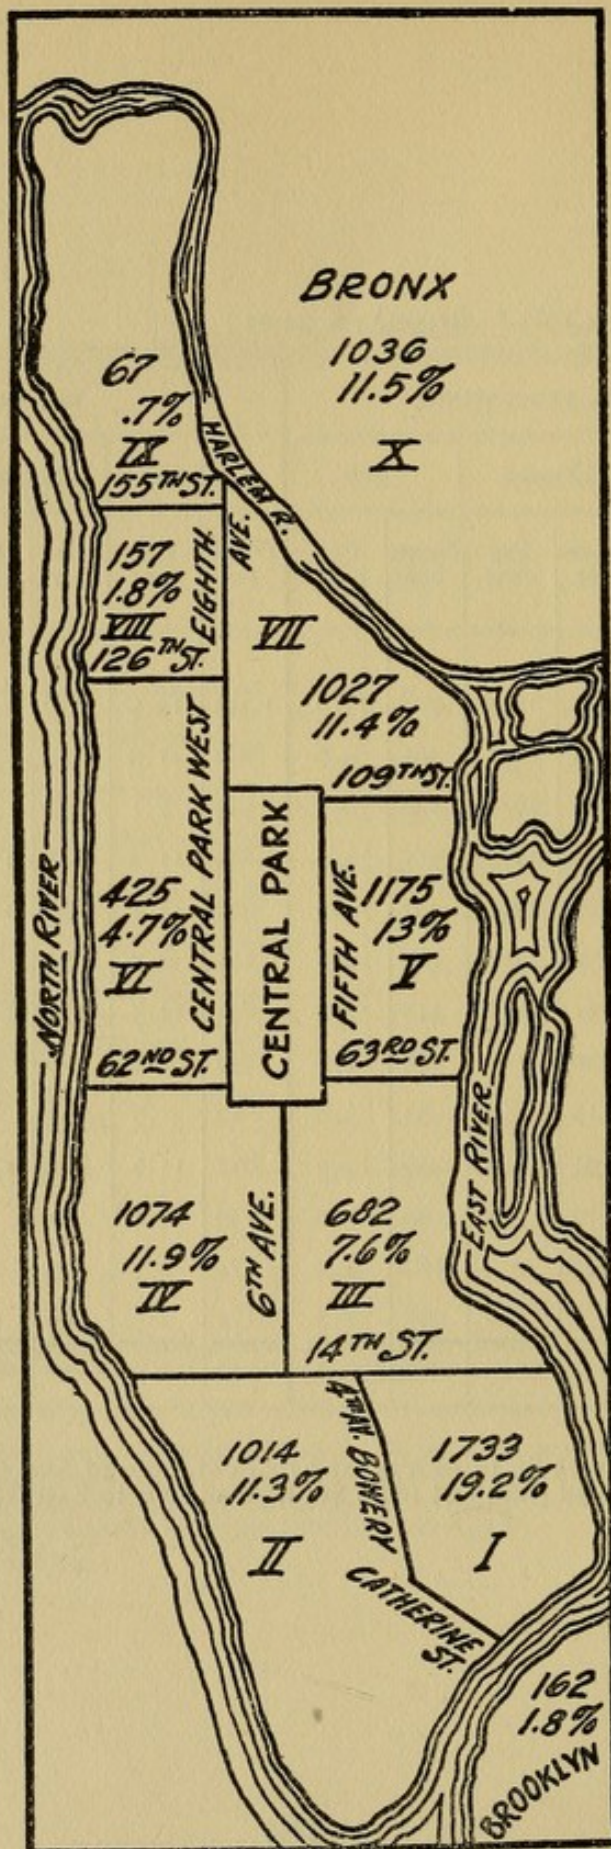 BRONX
1036
11.5%
X
67
.7%
IX
155TH ST.
HARLEM R.
157
1.8%
VIII
126TH ST.
EIGHTH AVE.
VII
1027
11.4%
109TH ST.
NORTH RIVER
425
4.7%
VI
62ND ST.
CENTRAL PARK WEST
CENTRAL PARK
FIFTH AVE.
1175
13%
V
63RD ST.
EAST RIVER
1074
11.9%
IV
6TH AVE.
682
7.6%
III
14TH ST.
1014
11.3%
II
4TH AV. BOWERY
1733
19.2%
I
CATHERINE
ST.
162
1.8%
BROOKLYN